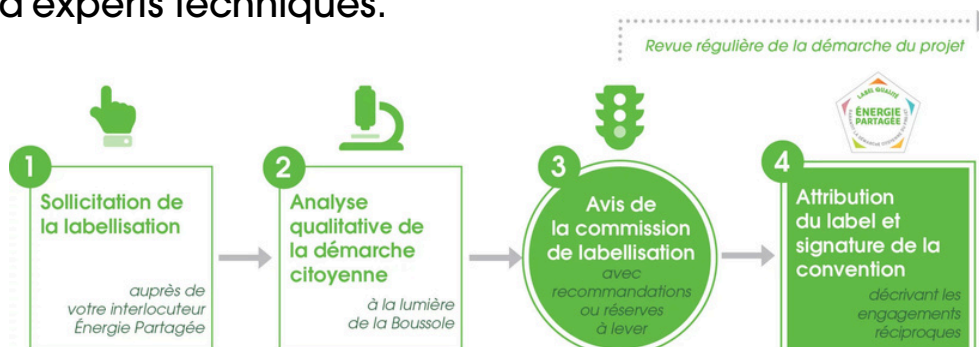 d'experts techniques.
Revue régulière de la démarche du projet
LABEL QUALITÉ
ÉNERGIE
PARTAGÉE
1
Sollicitation de
la labellisation
auprès de
votre interlocuteur
Énergie Partagée
2
Analyse
qualitative de
la démarche
citoyenne
à la lumière
de la Boussole
3
Avis de
la commission
de labellisation
avec
recommandations
ou réserves
à lever
4
Attribution
du label et
signature de la
convention
décrivant les
engagements
réciproques